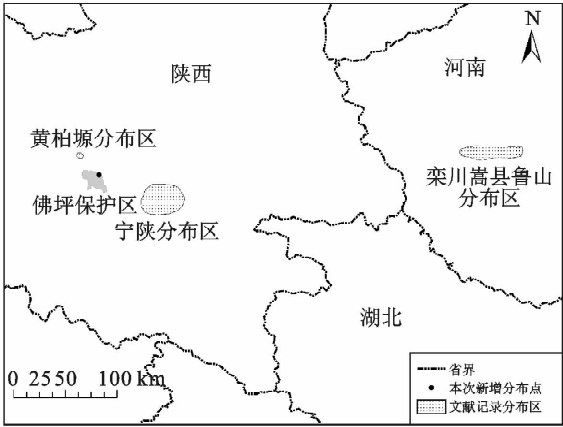 N
陕西
河南
黄柏塬分布区
佛坪保护区
宁陕分布区
栾川嵩县鲁山
分布区
湖北
0 25 50 100 km
省界
本次新增分布点
文献记录分布区